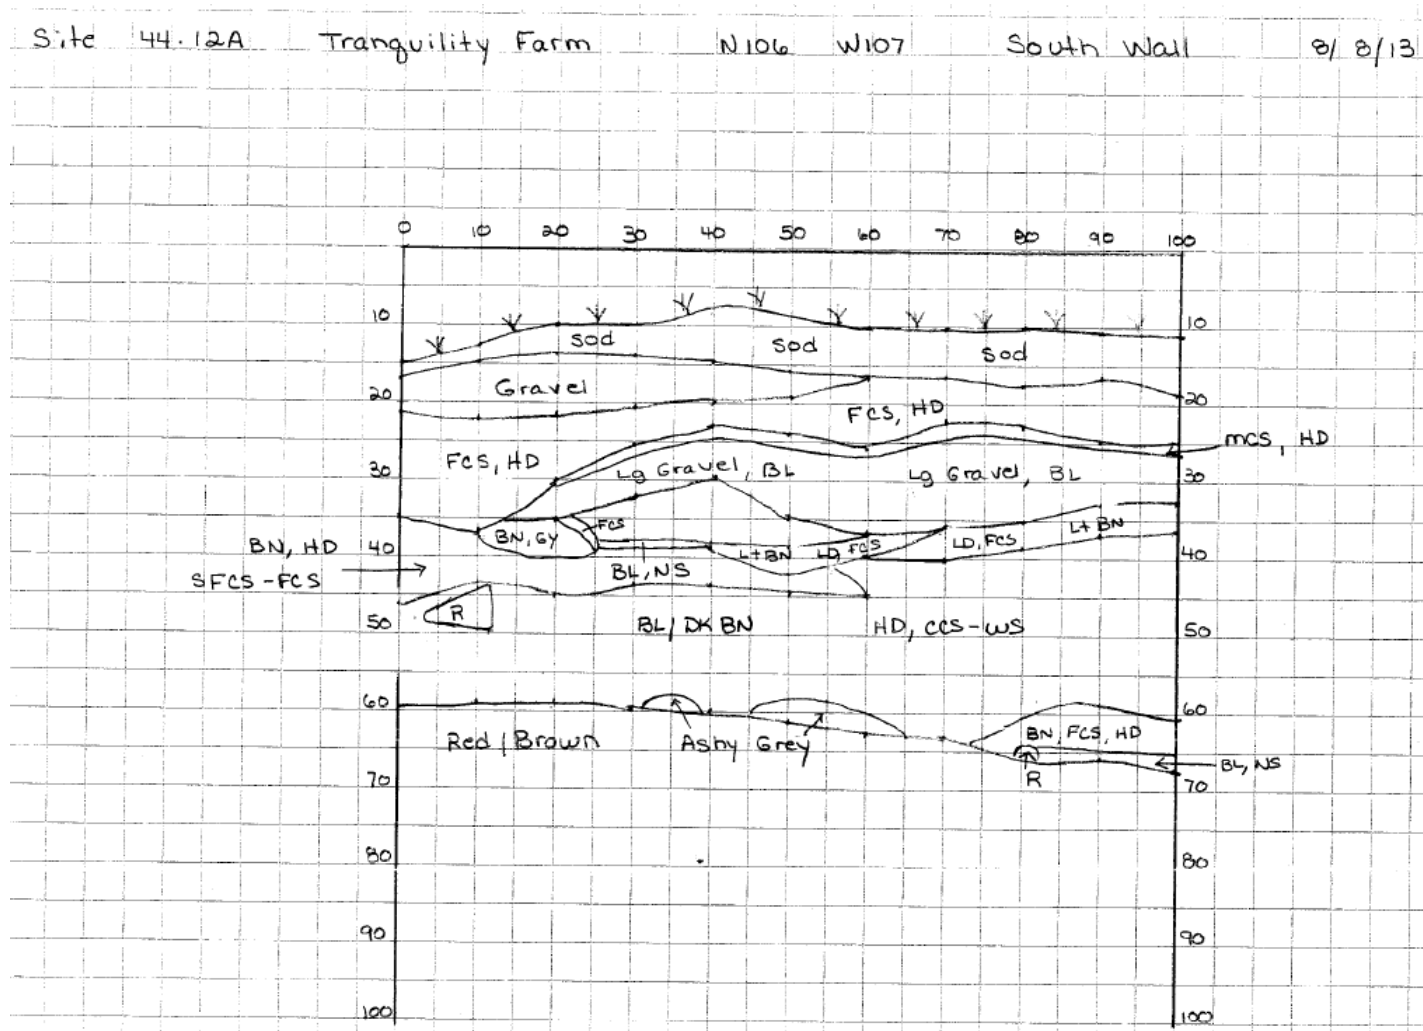 Site 44.12A Tranquility Farm N106 W107 South Wall 8/8/13
0 10 20 30 40 50 60 70 80 90 100
10 10
Sod Sod Sod
Gravel
20 FCS, HD 20
MCS, HD
FCS, HD
30 Lg Gravel, BL Lg Gravel, BL 30
FCS Lt BN
BN, GY
BN, HD 40 Lt BN LD, FCS LD, FCS 40
SFCS-FCS BL, NS
R
50 BL/DK BN HD, CCS-WS 50
60 60
Red/Brown Ashy Grey BN, FCS, HD
BL, NS
70 R 70
80 80
90 90
100 100